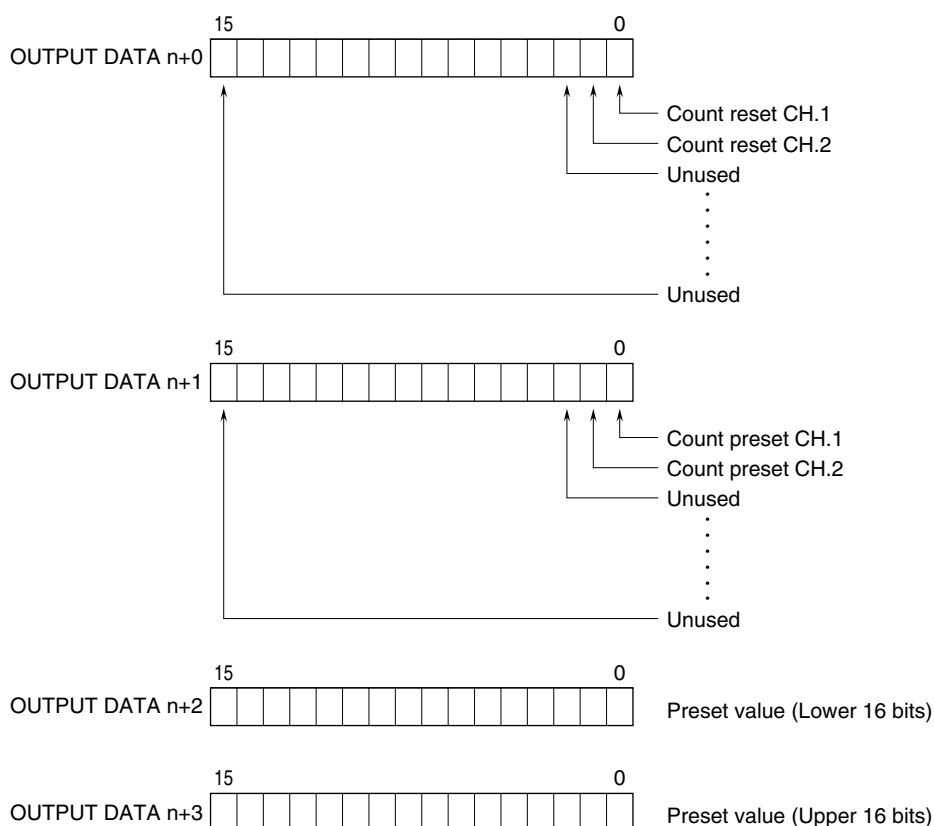 15 0
OUTPUT DATA n+0
Count reset CH.1
Count reset CH.2
Unused
Unused
15 0
OUTPUT DATA n+1
Count preset CH.1
Count preset CH.2
Unused
Unused
15 0
OUTPUT DATA n+2 Preset value (Lower 16 bits)
15 0
OUTPUT DATA n+3 Preset value (Upper 16 bits)